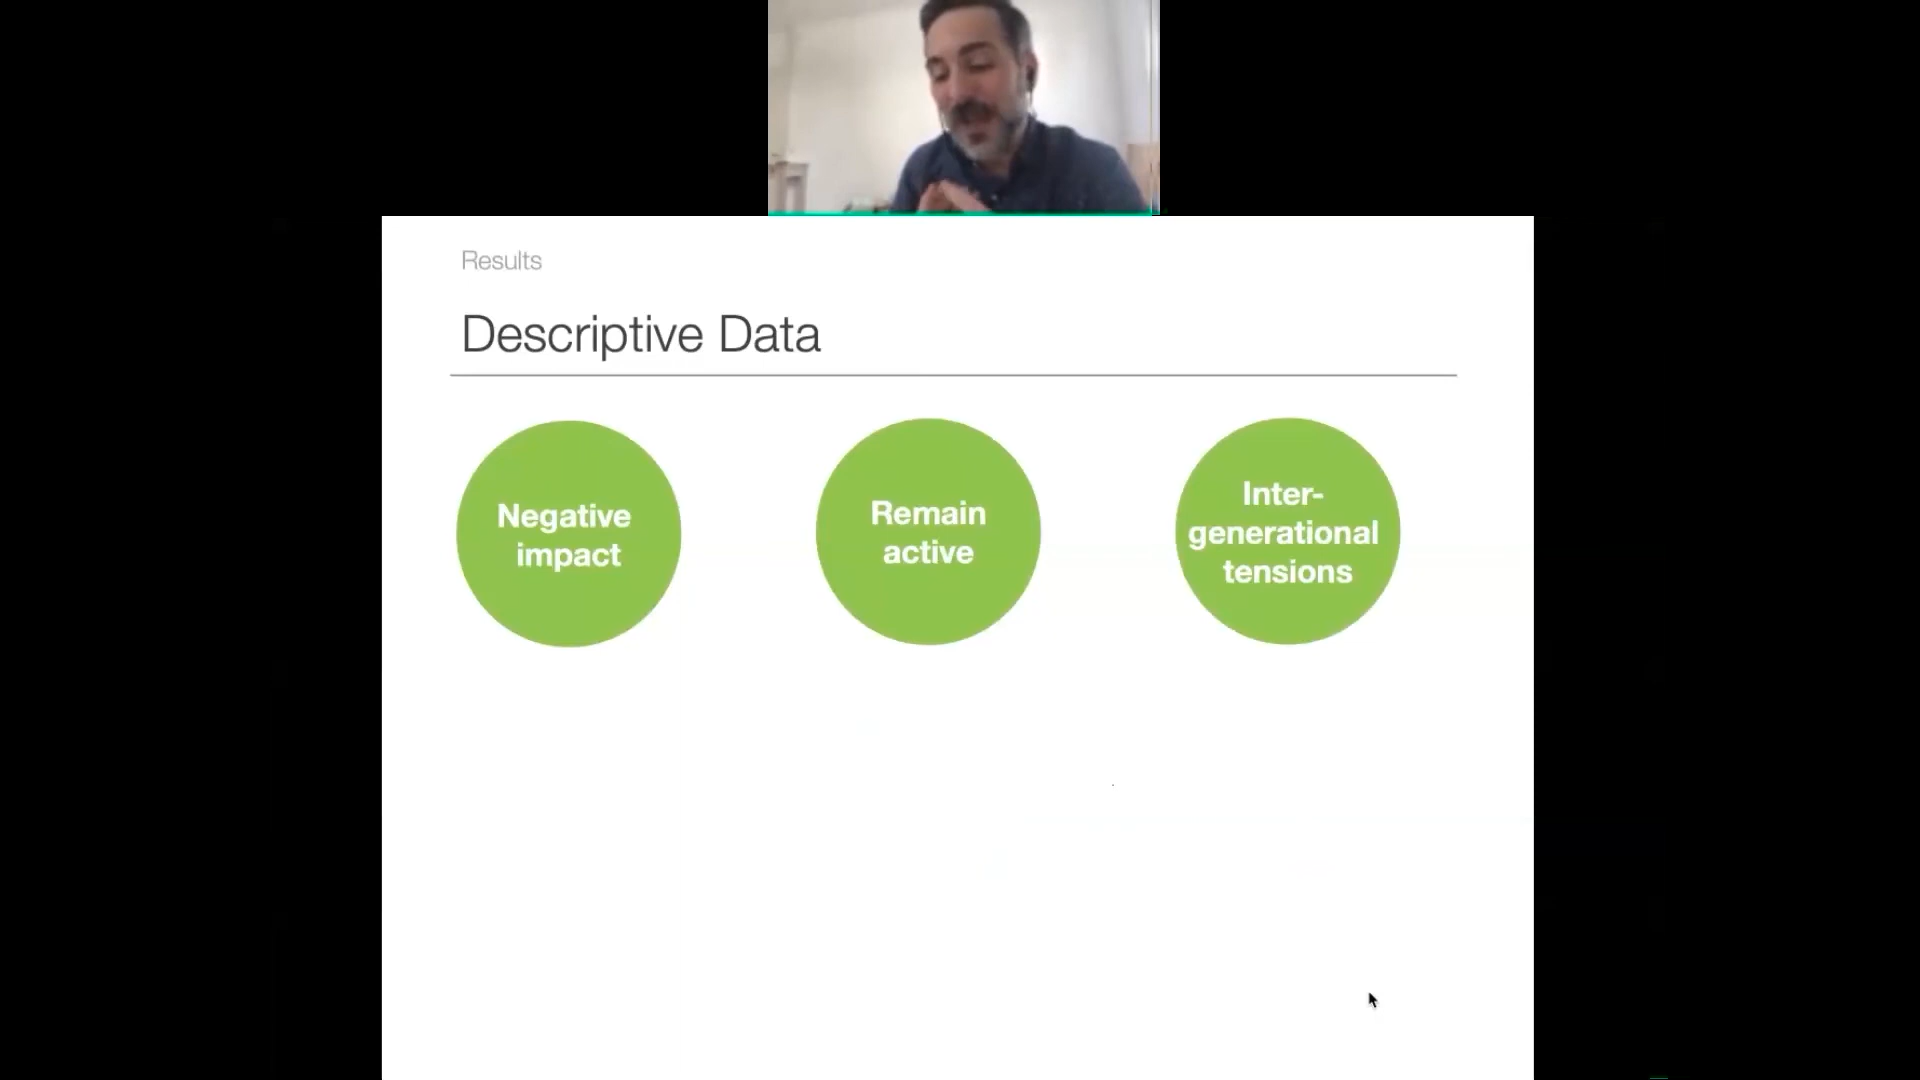 Results
Descriptive Data
Negative
impact
Remain
active
Inter-
generational
tensions